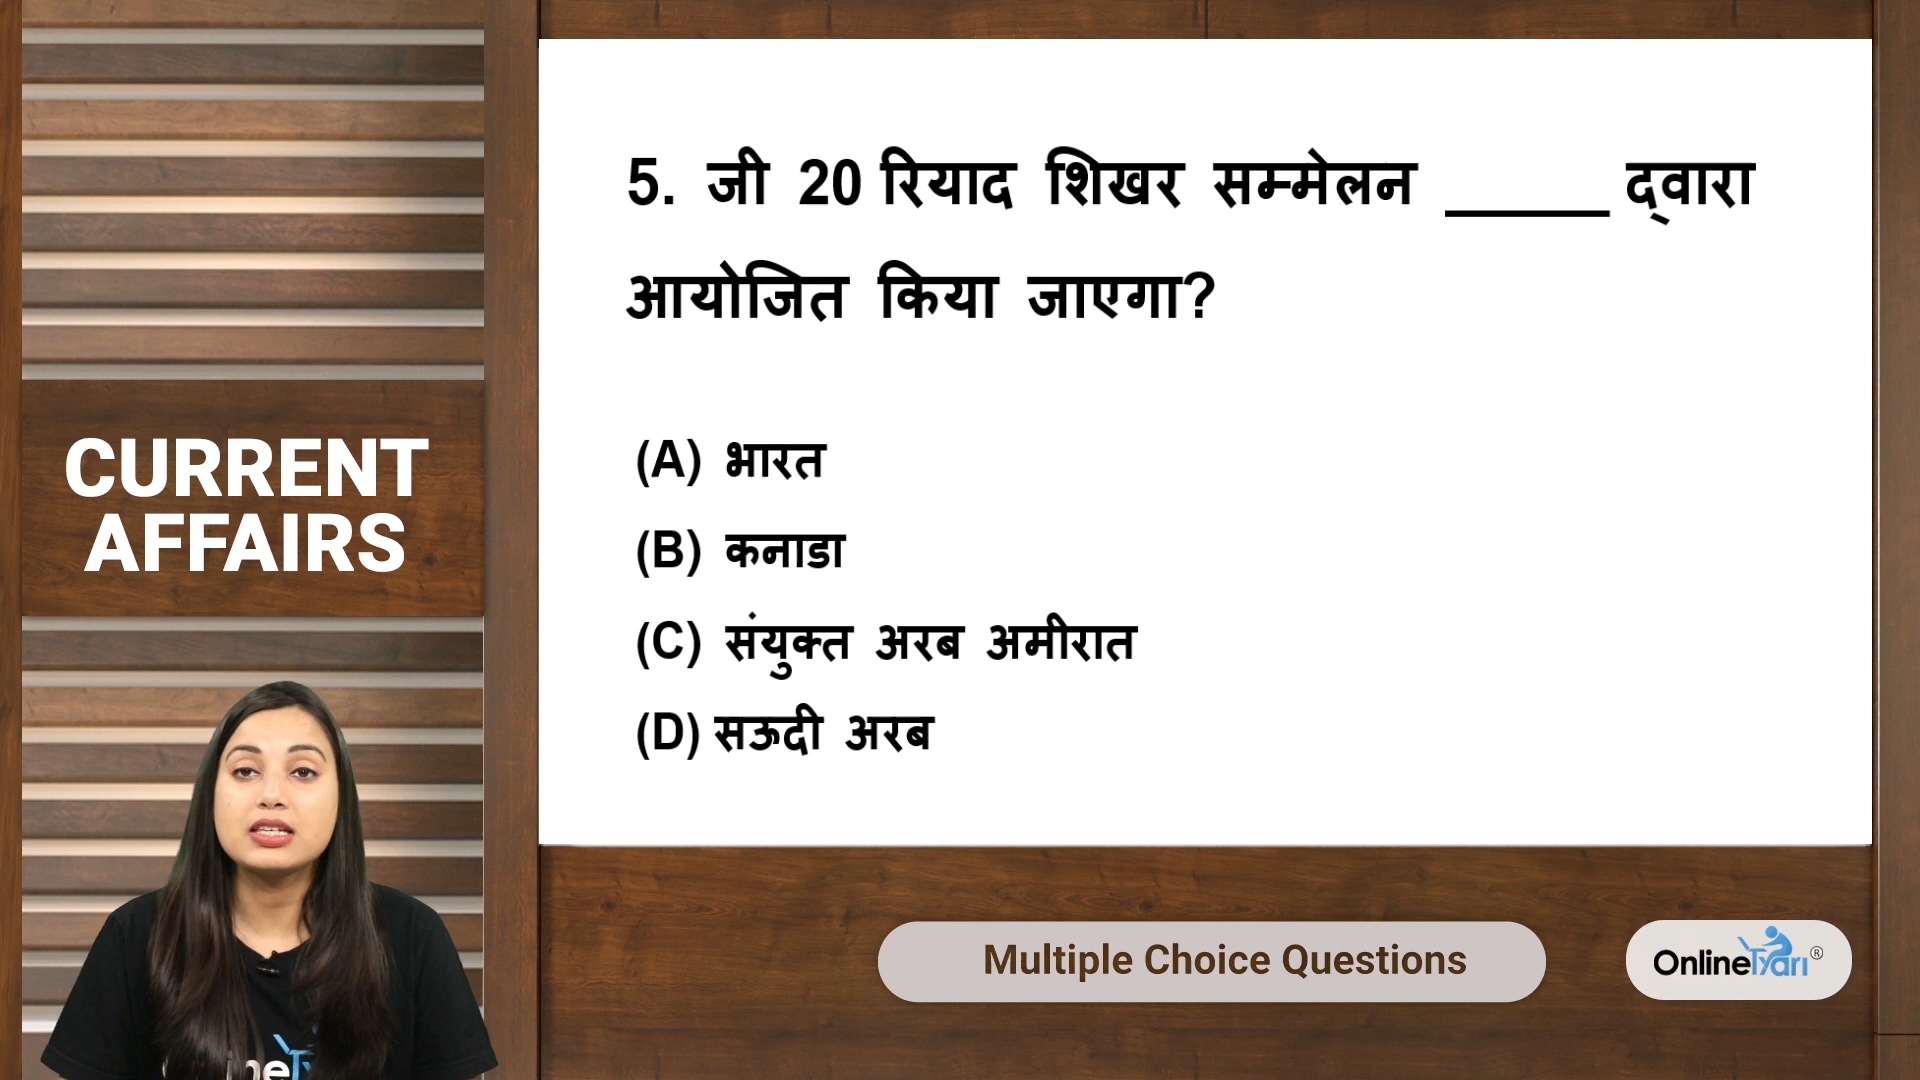 CURRENT
AFFAIRS
5. जी 20 रियाद शिखर सम्मेलन ______ द्वारा
आयोजित किया जाएगा?
(A) भारत
(B) कनाडा
(C) संयुक्त अरब अमीरात
(D) सऊदी अरब
Multiple Choice Questions
OnlineTyari®